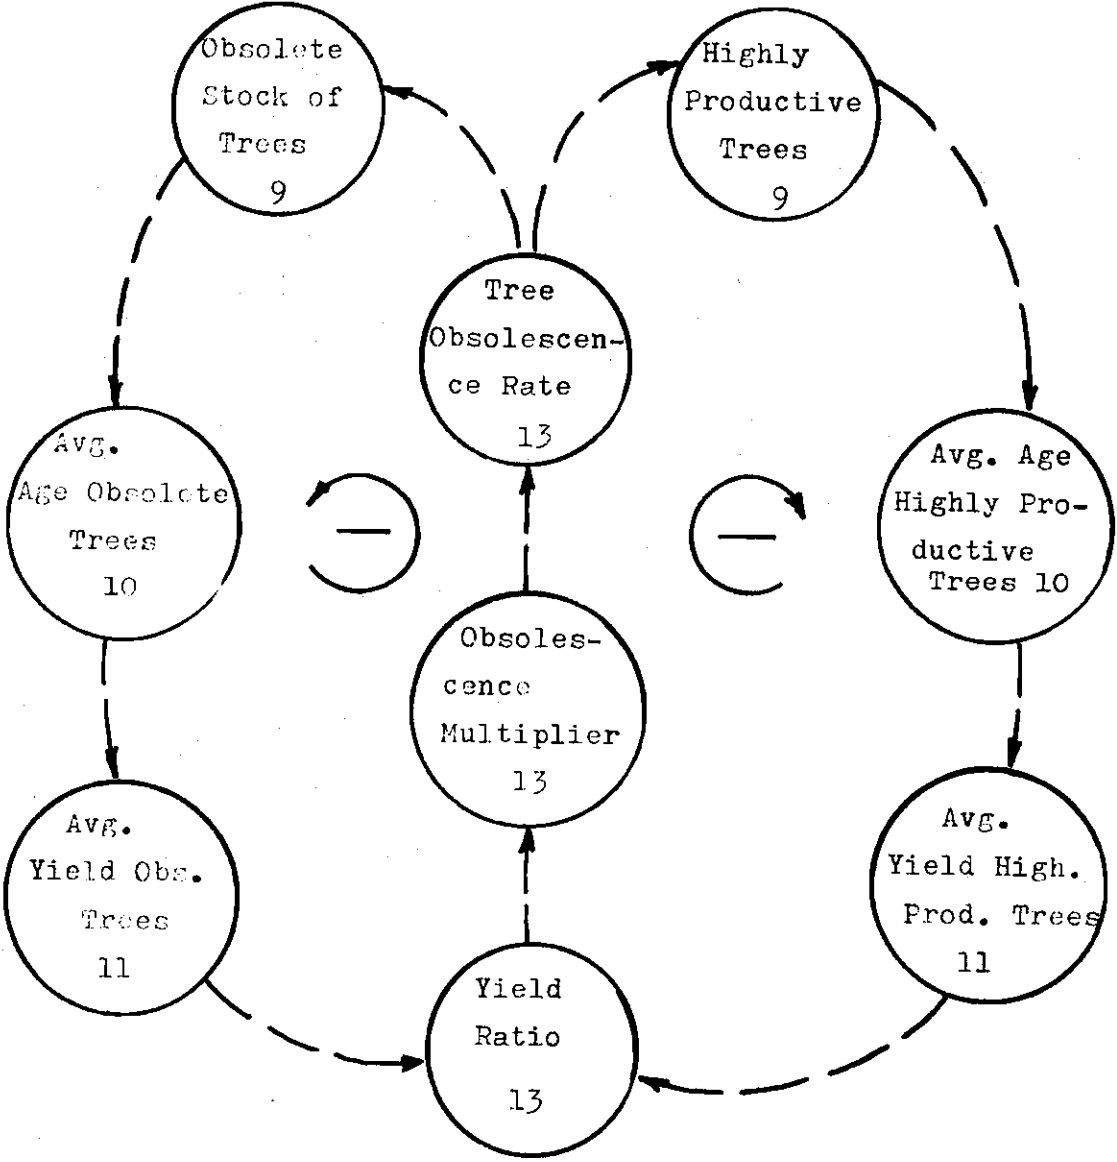 Obsolete
Stock of
Trees
9
Highly
Productive
Trees
9
Tree
Obsolescen-
ce Rate
13
Avg.
Age Obsolete
Trees
10
Avg. Age
Highly Pro-
ductive
Trees 10
Obsoles-
cence
Multiplier
13
Avg.
Yield Obs.
Trees
11
Avg.
Yield High.
Prod. Trees
11
Yield
Ratio
13